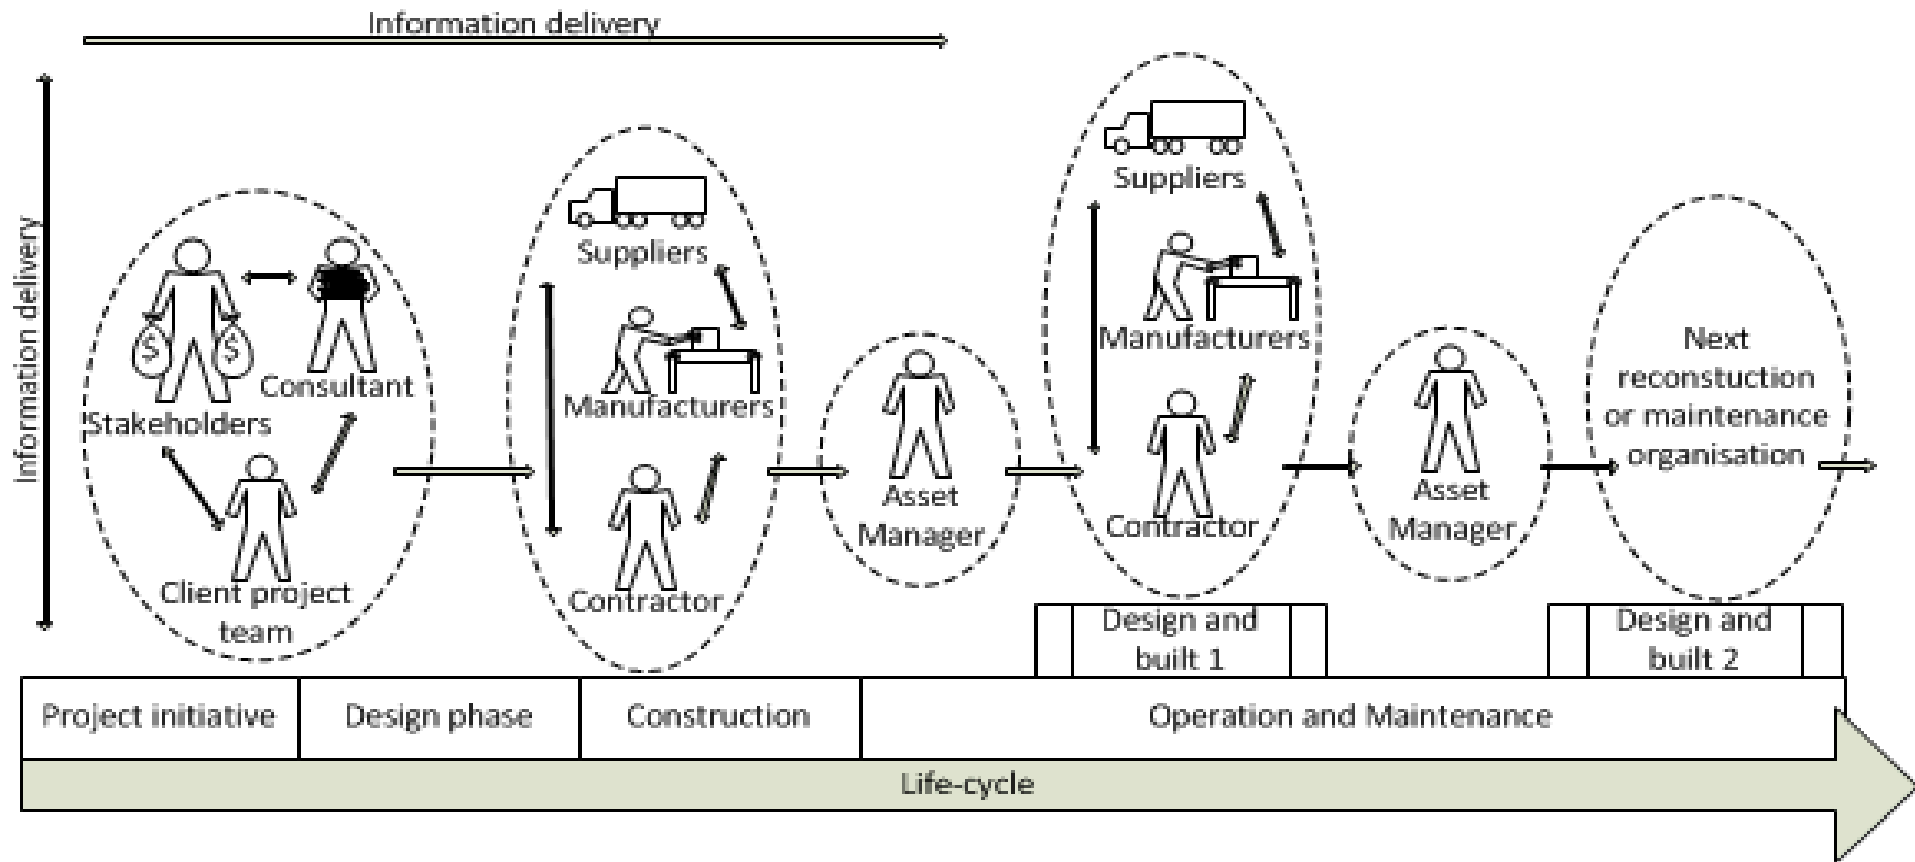 Information delivery
Information delivery
Stakeholders
Consultant
Client project
team
Suppliers
Manufacturers
Contractor
Asset
Manager
Suppliers
Manufacturers
Contractor
Asset
Manager
Next
reconstuction
or maintenance
organisation
Design and
built 1
Design and
built 2
Project initiative
Design phase
Construction
Operation and Maintenance
Life-cycle
$
$